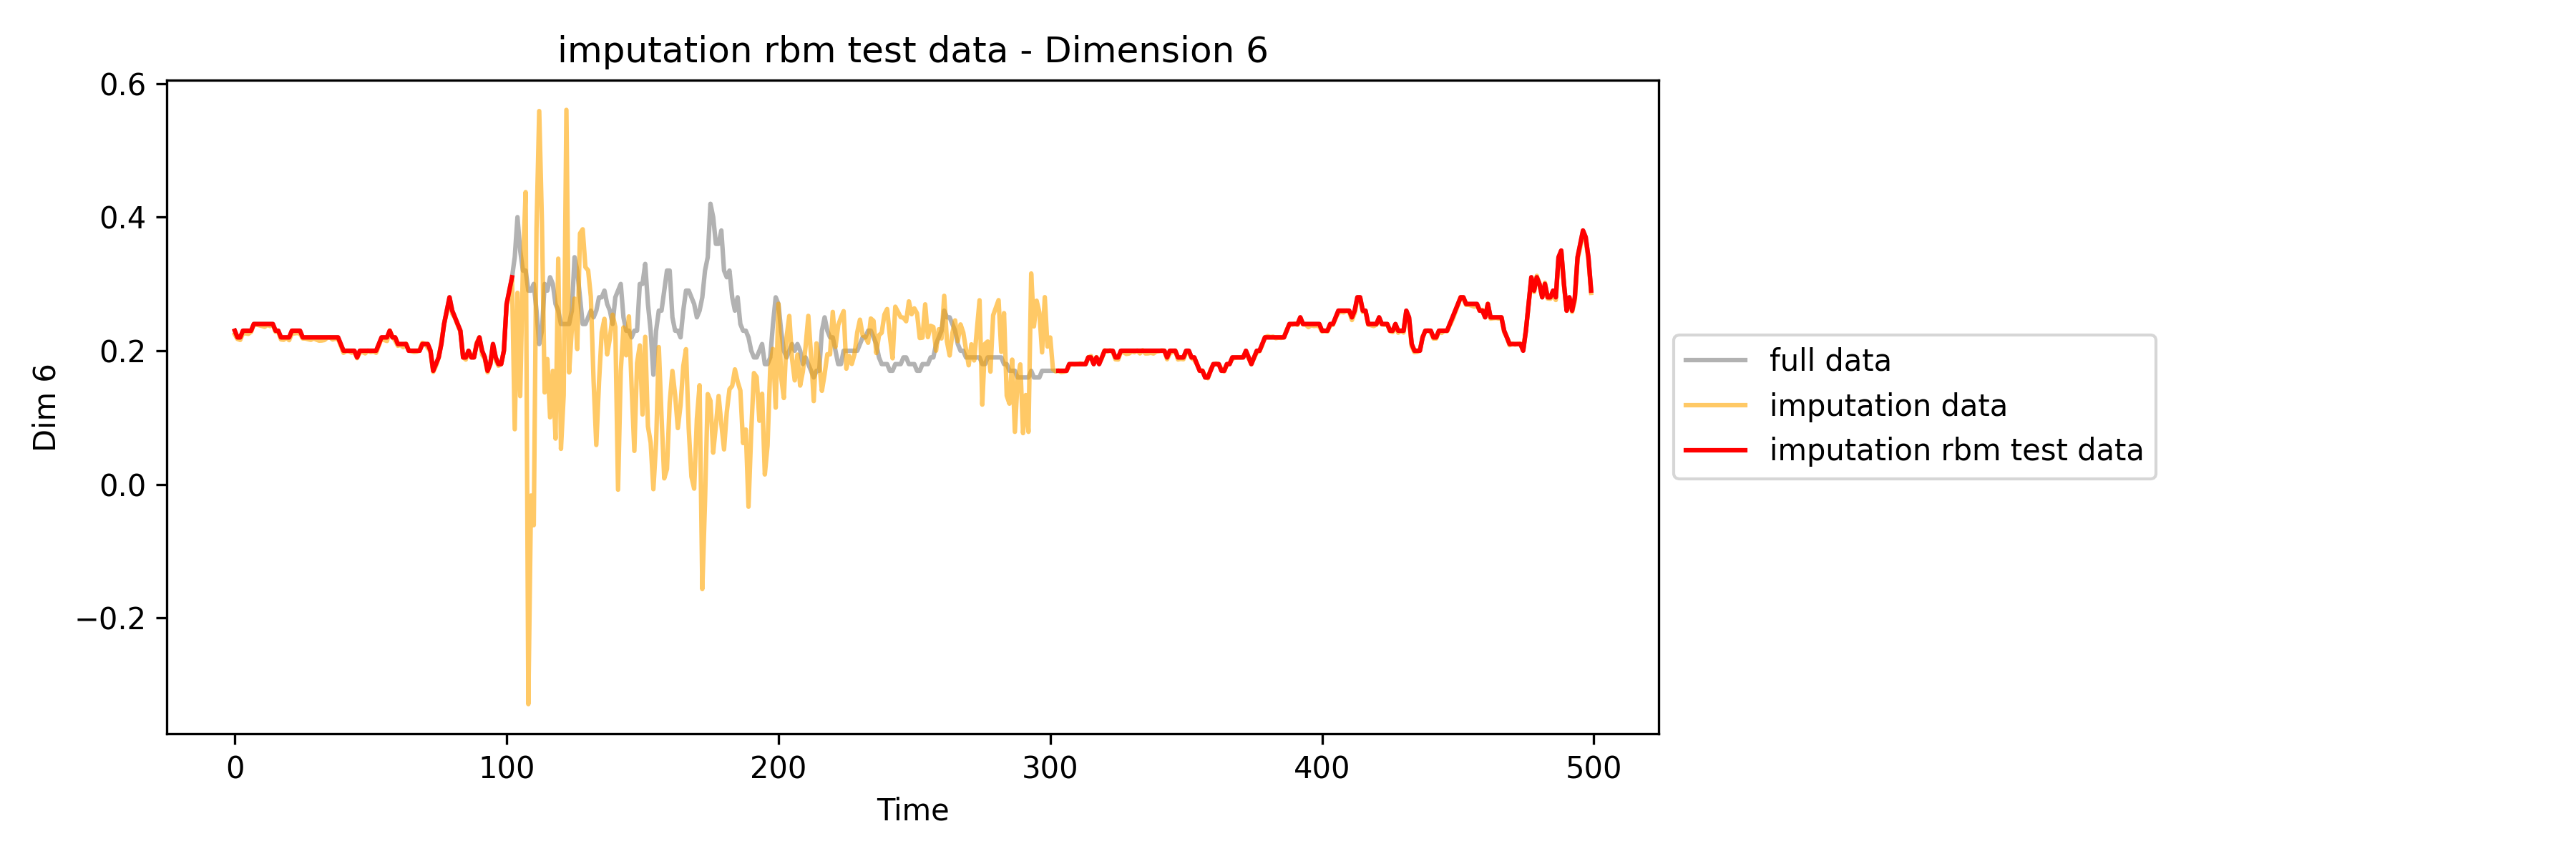 imputation rbm test data - Dimension 6
0.6
0.4
0.2
0.0
−0.2
Dim 6
0
100
200
300
400
500
Time
full data
imputation data
imputation rbm test data